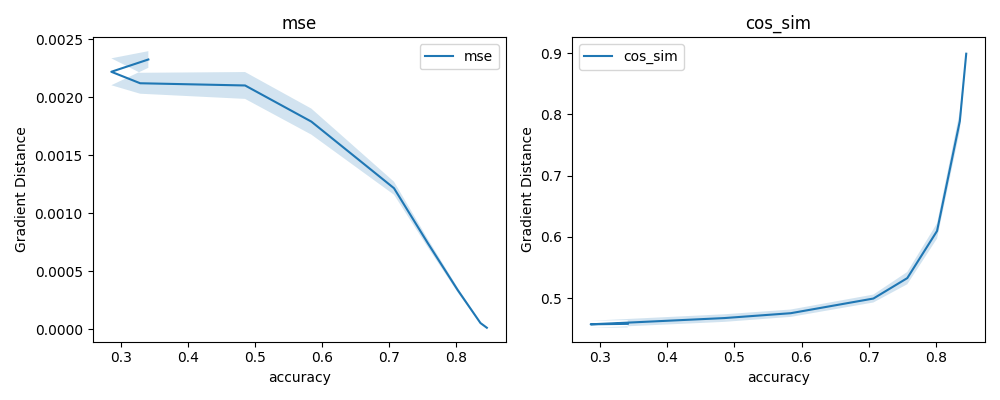 mse
Gradient Distance
0.0025
0.0020
0.0015
0.0010
0.0005
0.0000
mse
0.3 0.4 0.5 0.6 0.7 0.8
accuracy
cos_sim
Gradient Distance
0.9
0.8
0.7
0.6
0.5
cos_sim
0.3 0.4 0.5 0.6 0.7 0.8
accuracy